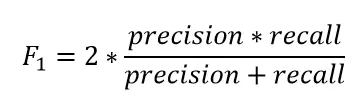 F₁ = 2 * precision * recall / precision + recall